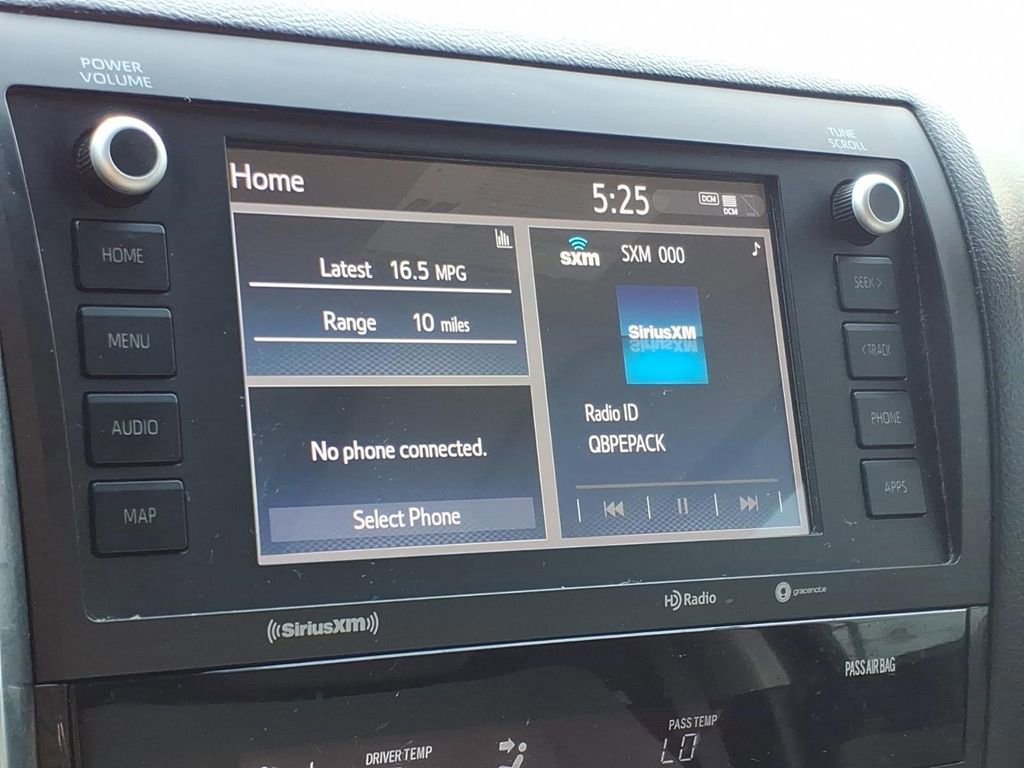 POWER
VOLUME
TUNE
SCROLL
Home
5:25
DCM
DCM
HOME
MENU
AUDIO
MAP
Latest 16.5 MPG
Range 10 miles
No phone connected.
Select Phone
sxm SXM 000
SiriusXM
Radio ID
QBPEPACK
SEEK >
< TRACK
PHONE
APPS
SiriusXM
HD Radio
gracenote
PASS AIR BAG
DRIVER TEMP
PASS TEMP
LO